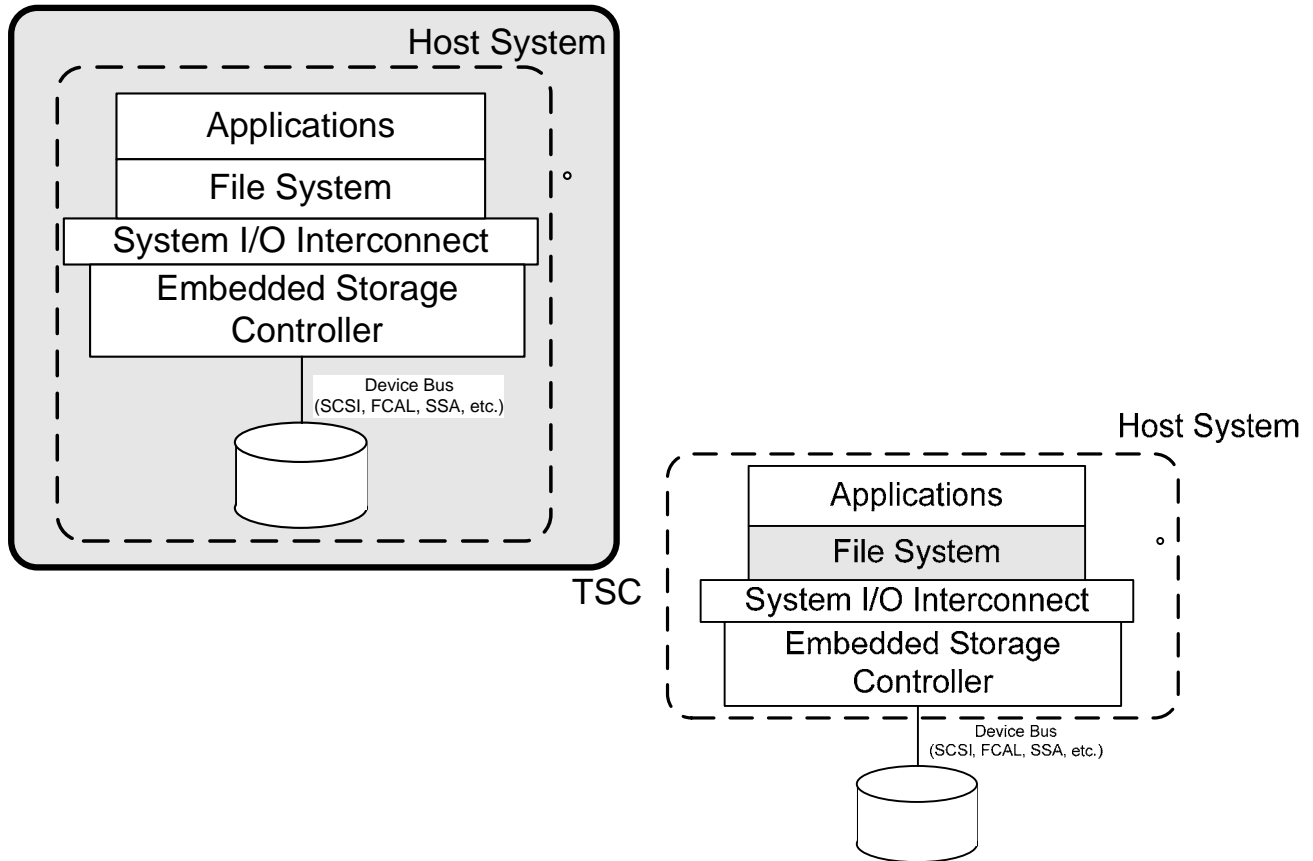 Host System
Applications
File System
System I/O Interconnect
Embedded Storage
Controller
Device Bus
(SCSI, FCAL, SSA, etc.)
TSC
Host System
Applications
File System
System I/O Interconnect
Embedded Storage
Controller
Device Bus
(SCSI, FCAL, SSA, etc.)